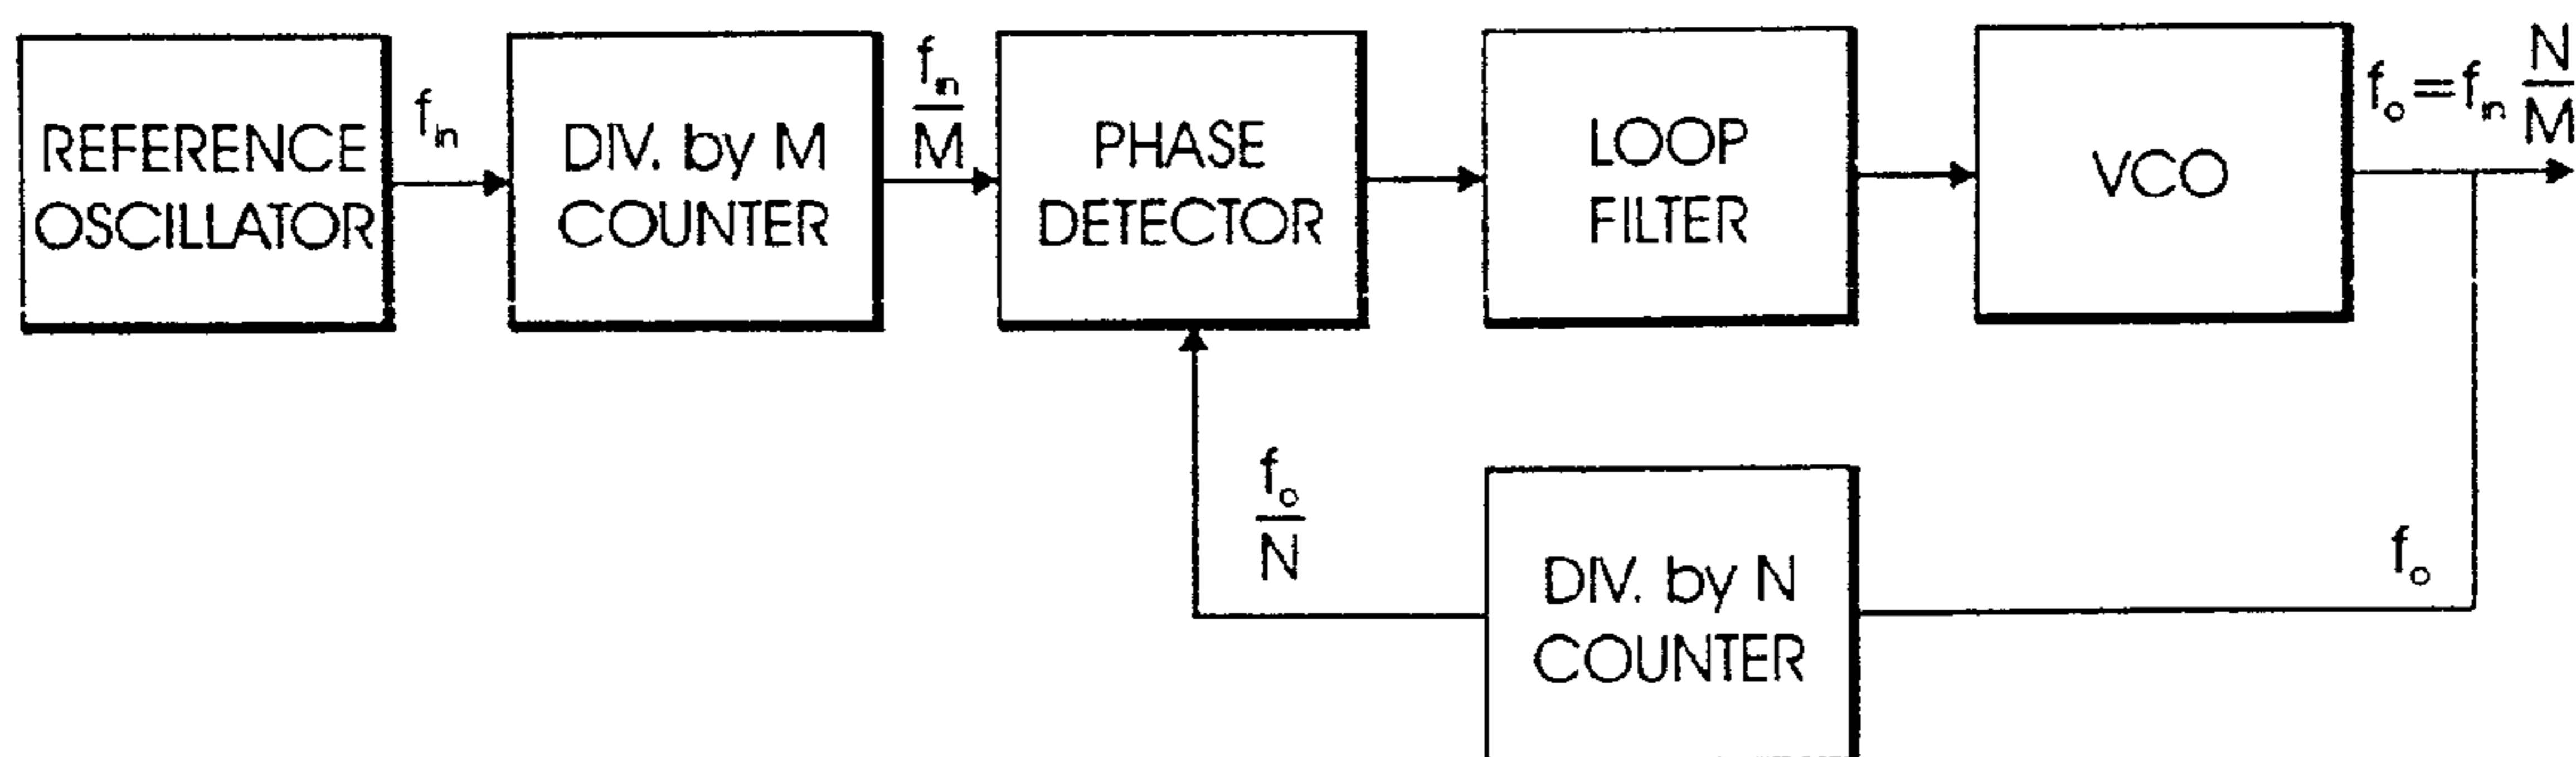 REFERENCE
OSCILLATOR
f_in
DIV. by M
COUNTER
f_in
M
PHASE
DETECTOR
LOOP
FILTER
VCO
f_o=f_in N
M
f_o
N
DIV. by N
COUNTER
f_o